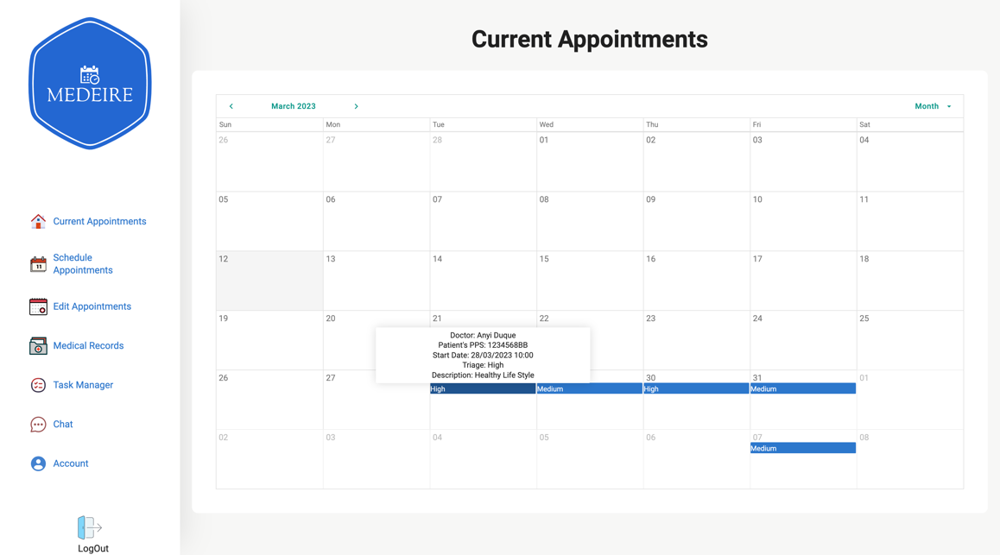 MEDEIRE
Current Appointments
Schedule
Appointments
11
Edit Appointments
Medical Records
Task Manager
Chat
Account
LogOut
Current Appointments
March 2023
Month
Sun Mon Tue Wed Thu Fri Sat
26 27 28 01 02 03 04
05 06 07 08 09 10 11
12 13 14 15 16 17 18
19 20 21 22 23 24 25
Doctor: Anyi Duque
Patient's PPS: 1234568BB
Start Date: 28/03/2023 10:00
Triage: High
Description: Healthy Life Style
26 27 30 31 01
High Medium High Medium
02 03 04 05 06 07 08
Medium